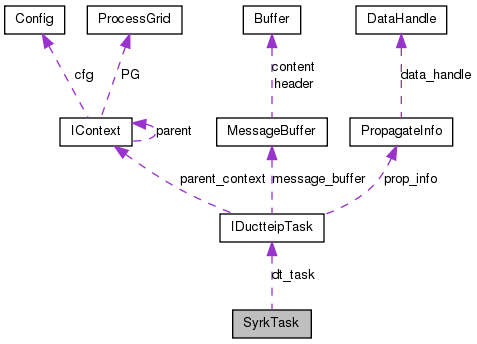 Config
ProcessGrid
Buffer
DataHandle
cfg
PG
content
header
data_handle
IContext
parent
MessageBuffer
PropagateInfo
parent_context
message_buffer
prop_info
IDuctteipTask
dt_task
SyrkTask